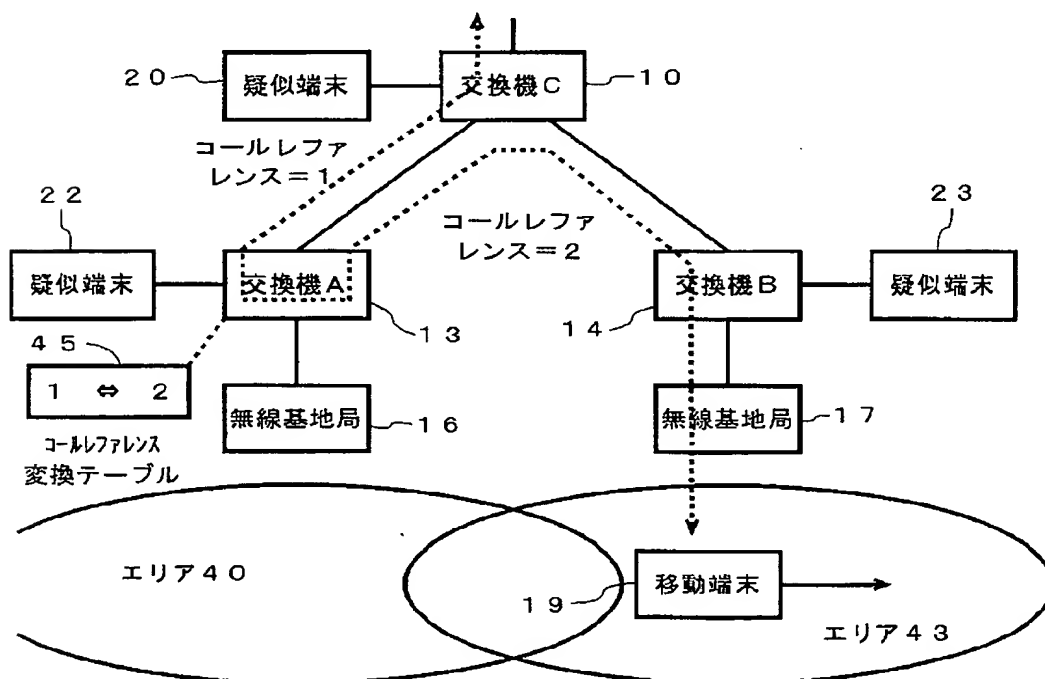 20
疑似端末
交換機C
10
コールレファ
レンス=1
22
コールレファ
レンス=2
23
疑似端末
交換機A
交換機B
疑似端末
13
14
45
1 ⇔ 2
無線基地局
16
無線基地局
17
コールレファレンス
変換テーブル
エリア40
移動端末
19
エリア43